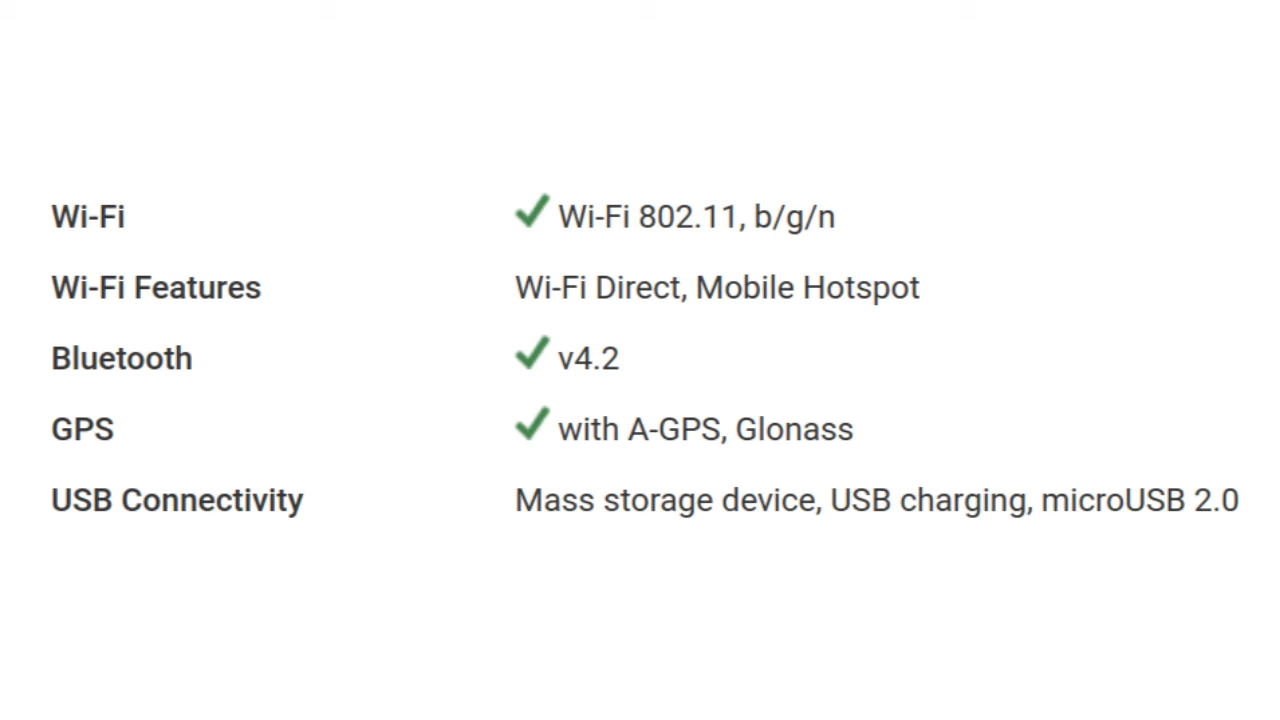 Wi-Fi ✔ Wi-Fi 802.11, b/g/n
Wi-Fi Features Wi-Fi Direct, Mobile Hotspot
Bluetooth ✔ v4.2
GPS ✔ with A-GPS, Glonass
USB Connectivity Mass storage device, USB charging, microUSB 2.0